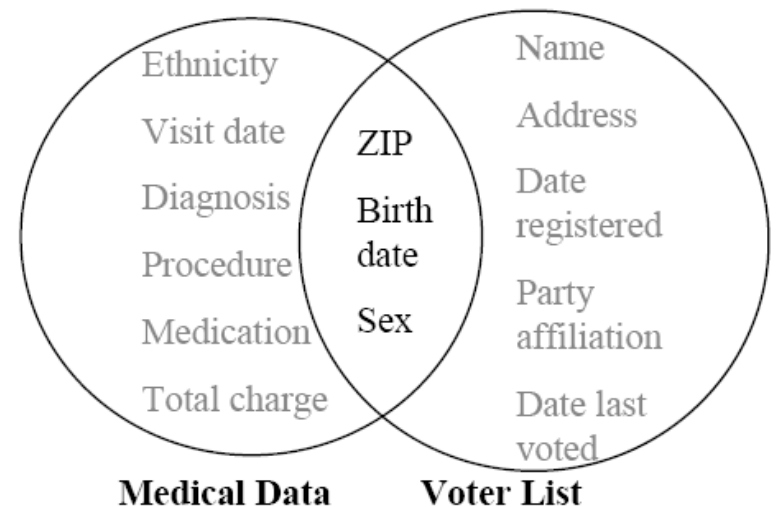 Ethnicity
Visit date
Diagnosis
Procedure
Medication
Total charge
ZIP
Birth
date
Sex
Name
Address
Date
registered
Party
affiliation
Date last
voted
Medical Data
Voter List